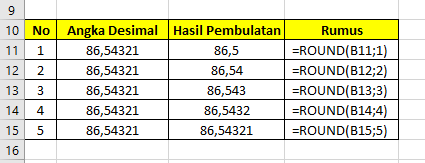 9
10 No Angka Desimal Hasil Pembulatan Rumus
11 1 86,54321 86,5 =ROUND(B11;1)
12 2 86,54321 86,54 =ROUND(B12;2)
13 3 86,54321 86,543 =ROUND(B13;3)
14 4 86,54321 86,5432 =ROUND(B14;4)
15 5 86,54321 86,54321 =ROUND(B15;5)
16